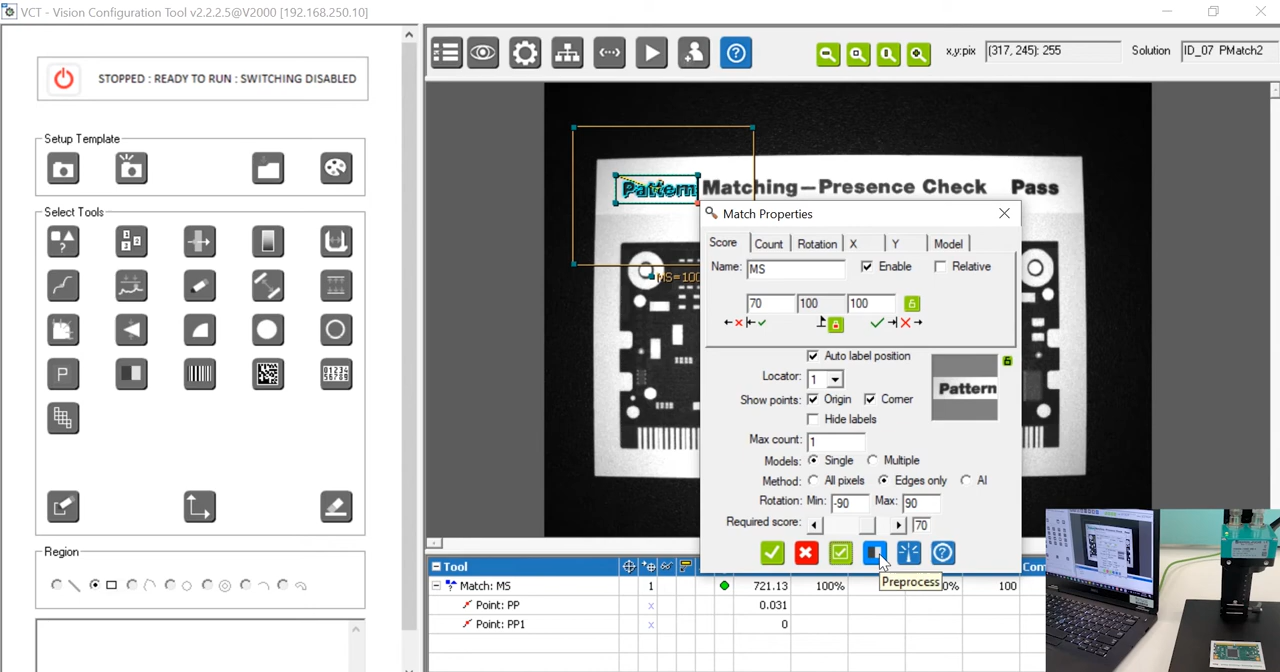 VCT - Vision Configuration Tool v2.2.2.5@V2000 [192.168.250.10]
STOPPED : READY TO RUN : SWITCHING DISABLED
x,y:pix (317, 245): 255 Solution ID_07 PMatch2
Setup Template
Select Tools
Pattern Matching—Presence Check Pass
MS=100
Match Properties
Score Count Rotation X Y Model
Name: MS Enable Relative
70 100 100
Auto label position
Locator: 1
Pattern
Show points: Origin Corner
Hide labels
Max count: 1
Models: Single Multiple
Method: All pixels Edges only AI
Rotation: Min: -90 Max: 90
Required score: 70
Preprocess
Region
Tool
Match: MS 1 721.13 100% 0% 100
Point: PP x 0.031
Point: PP1 x 0